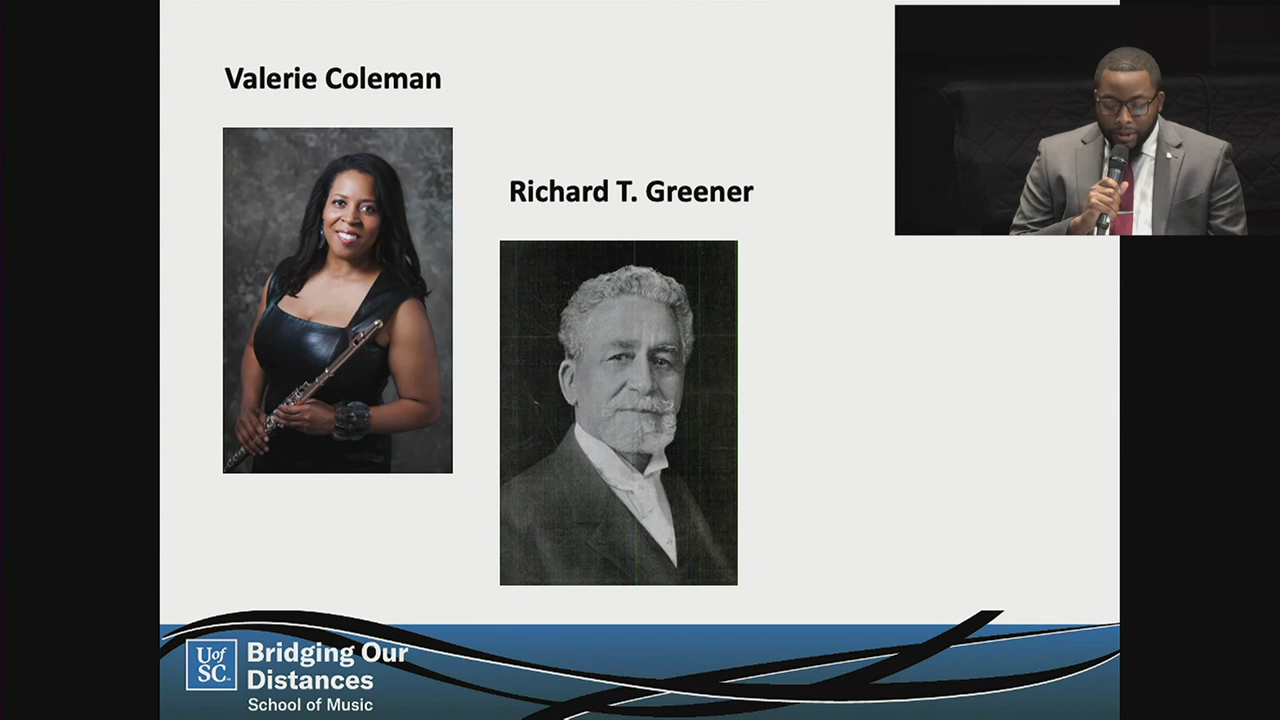 Valerie Coleman
Richard T. Greener
UofSC
Bridging Our
Distances
School of Music